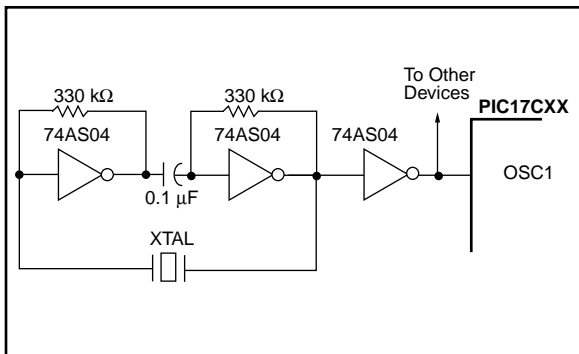 To Other
Devices
PIC17CXX
330 kΩ
330 kΩ
74AS04
74AS04
74AS04
OSC1
0.1 µF
XTAL